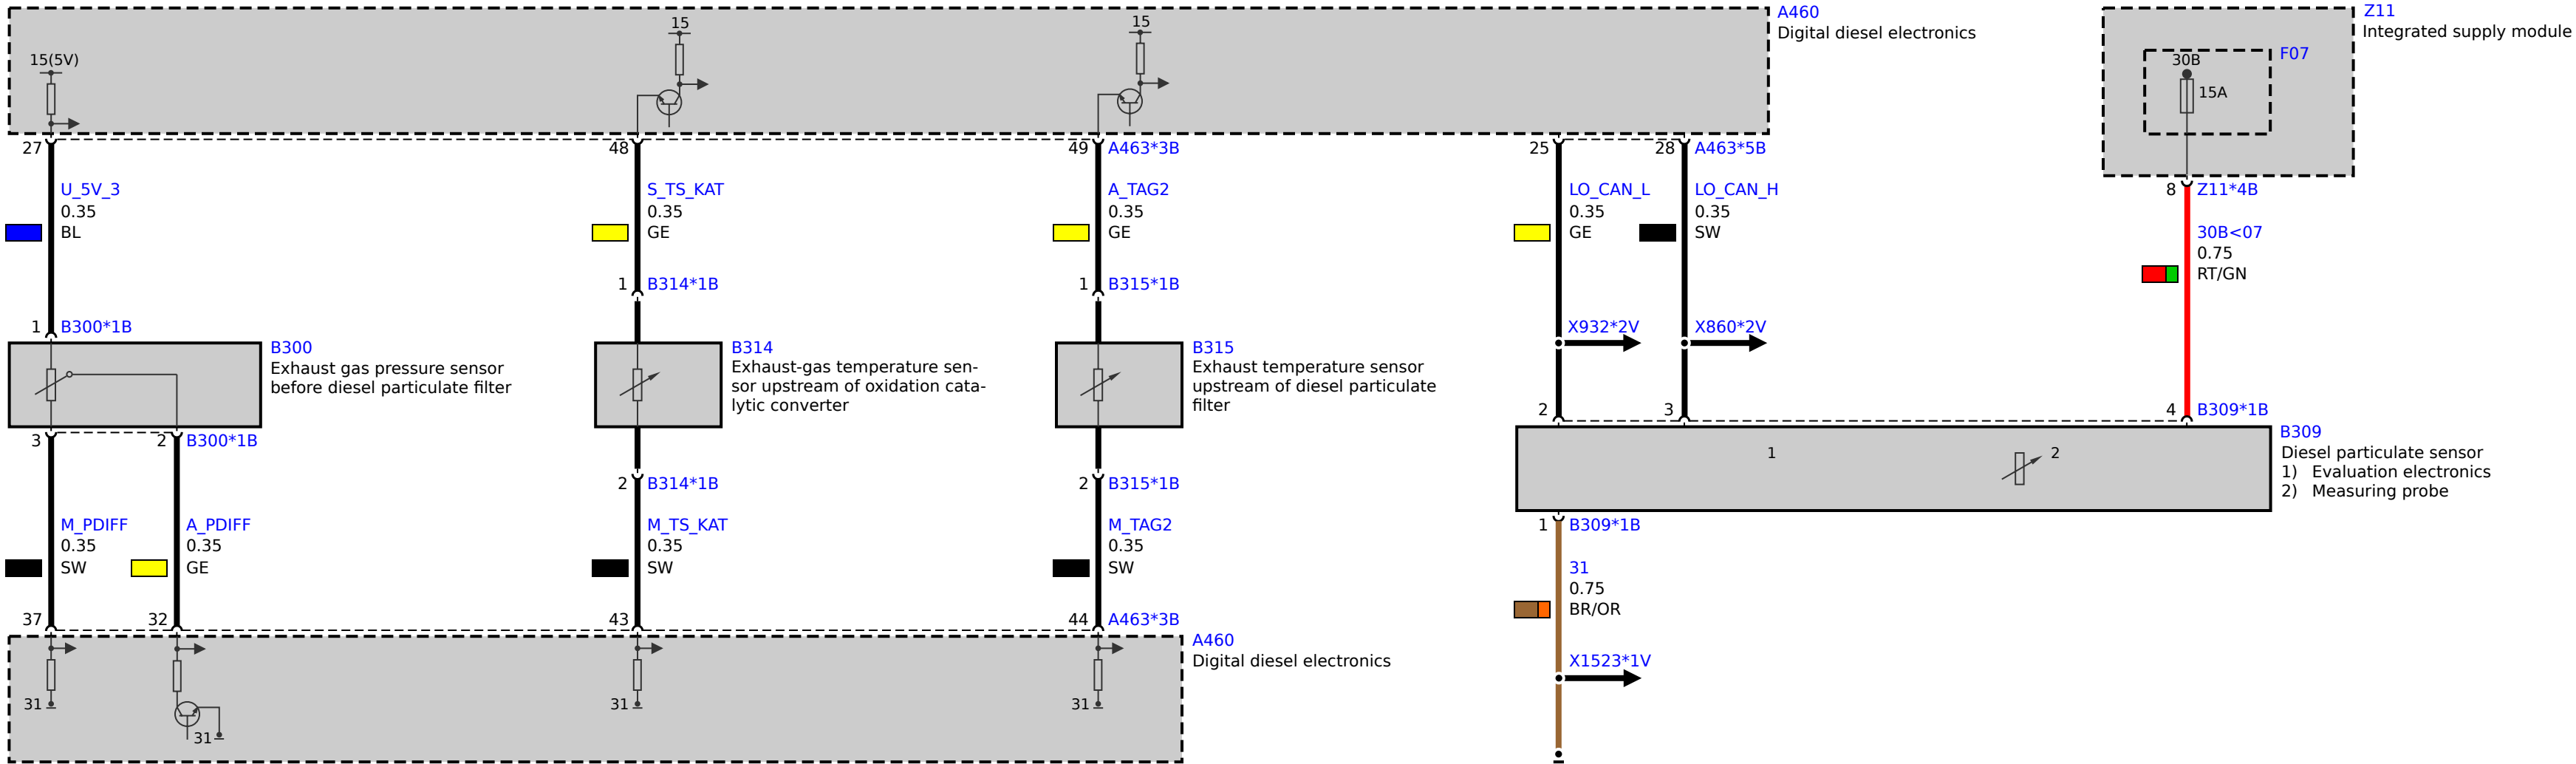 15
15
A460
Digital diesel electronics
Z11
Integrated supply module
15(5V)
30B
F07
15A
27
48
49
A463*3B
25
28
A463*5B
8
Z11*4B
U_5V_3
0.35
BL
S_TS_KAT
0.35
GE
A_TAG2
0.35
GE
LO_CAN_L
0.35
GE
LO_CAN_H
0.35
SW
30B<07
0.75
RT/GN
1
B314*1B
1
B315*1B
1
B300*1B
X932*2V
X860*2V
B300
Exhaust gas pressure sensor
before diesel particulate filter
B314
Exhaust-gas temperature sen-
sor upstream of oxidation cata-
lytic converter
B315
Exhaust temperature sensor
upstream of diesel particulate
filter
2
3
4
B309*1B
3
2
B300*1B
B309
Diesel particulate sensor
1) Evaluation electronics
2) Measuring probe
1
2
2
B314*1B
2
B315*1B
M_PDIFF
0.35
SW
A_PDIFF
0.35
GE
M_TS_KAT
0.35
SW
M_TAG2
0.35
SW
1
B309*1B
31
0.75
BR/OR
37
32
43
44
A463*3B
A460
Digital diesel electronics
X1523*1V
31
31
31
31